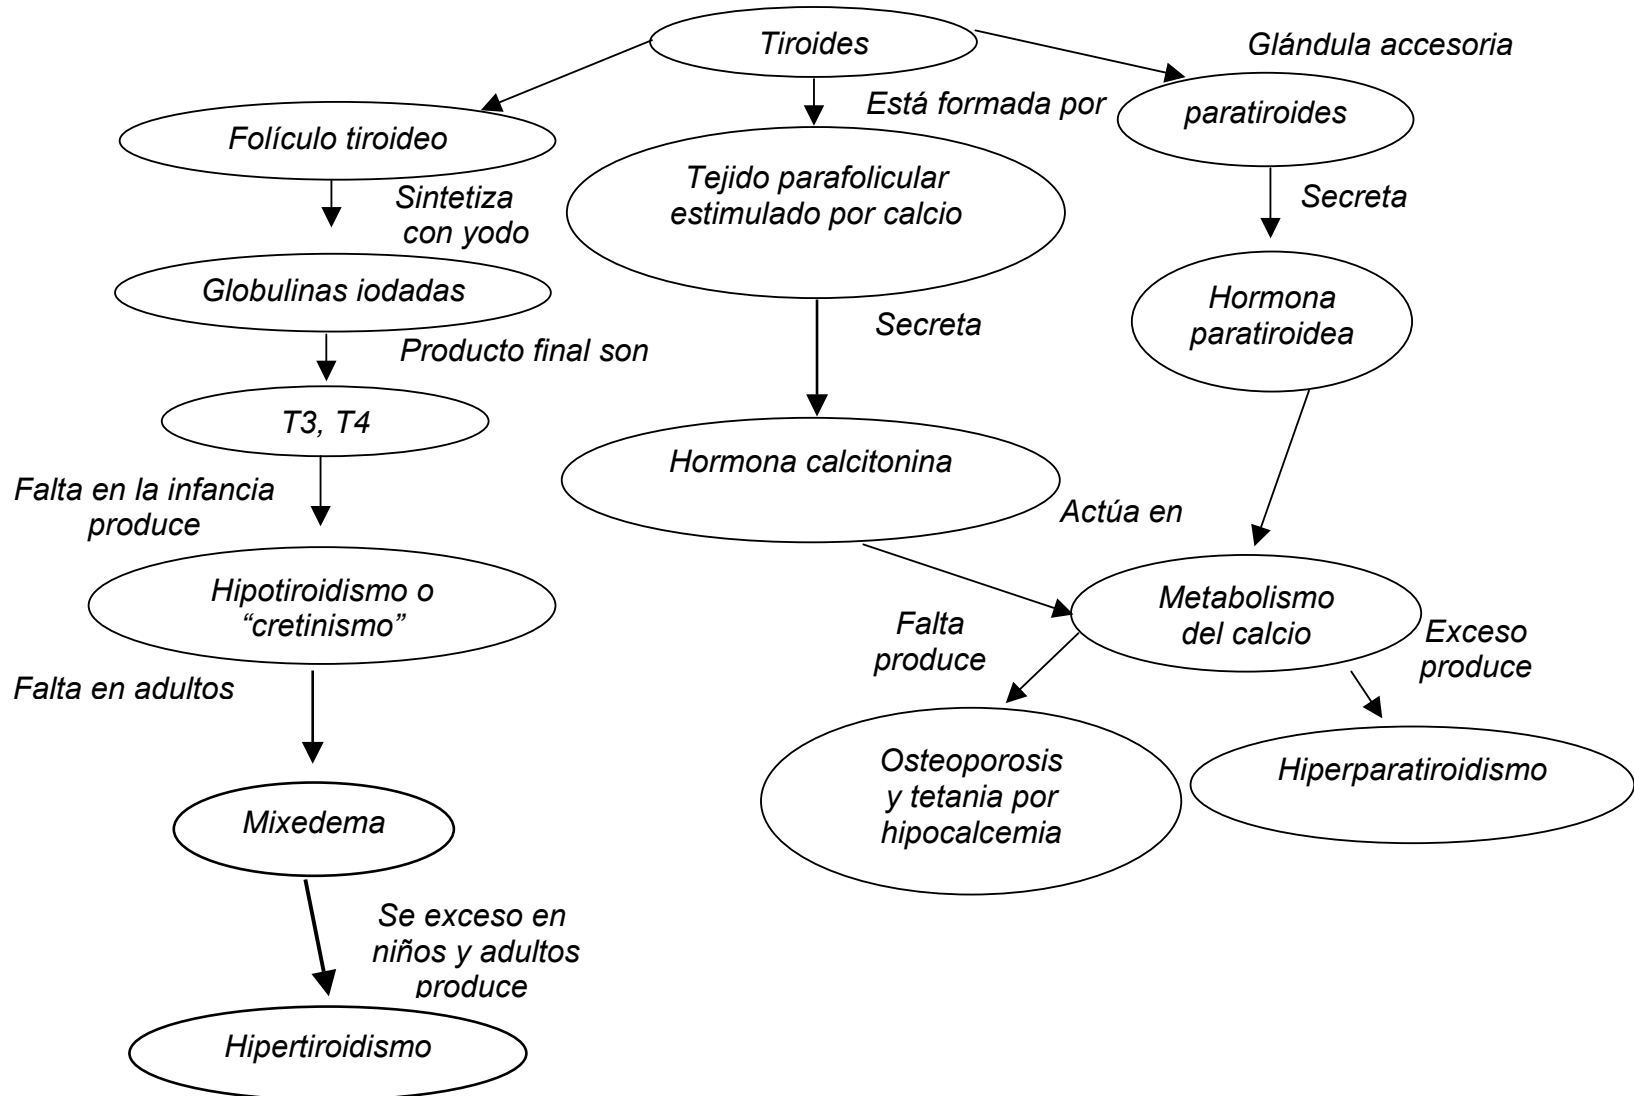 Tiroides
Glándula accesoria
Está formada por
paratiroides
Folículo tiroideo
Tejido parafolicular
estimulado por calcio
Sintetiza
con yodo
Secreta
Globulinas iodadas
Hormona
paratiroidea
Secreta
Producto final son
T3, T4
Hormona calcitonina
Falta en la infancia
produce
Actúa en
Hipotiroidismo o
“cretinismo”
Metabolismo
del calcio
Falta
produce
Exceso
produce
Falta en adultos
Osteoporosis
y tetania por
hipocalcemia
Hiperparatiroidismo
Mixedema
Se exceso en
niños y adultos
produce
Hipertiroidismo